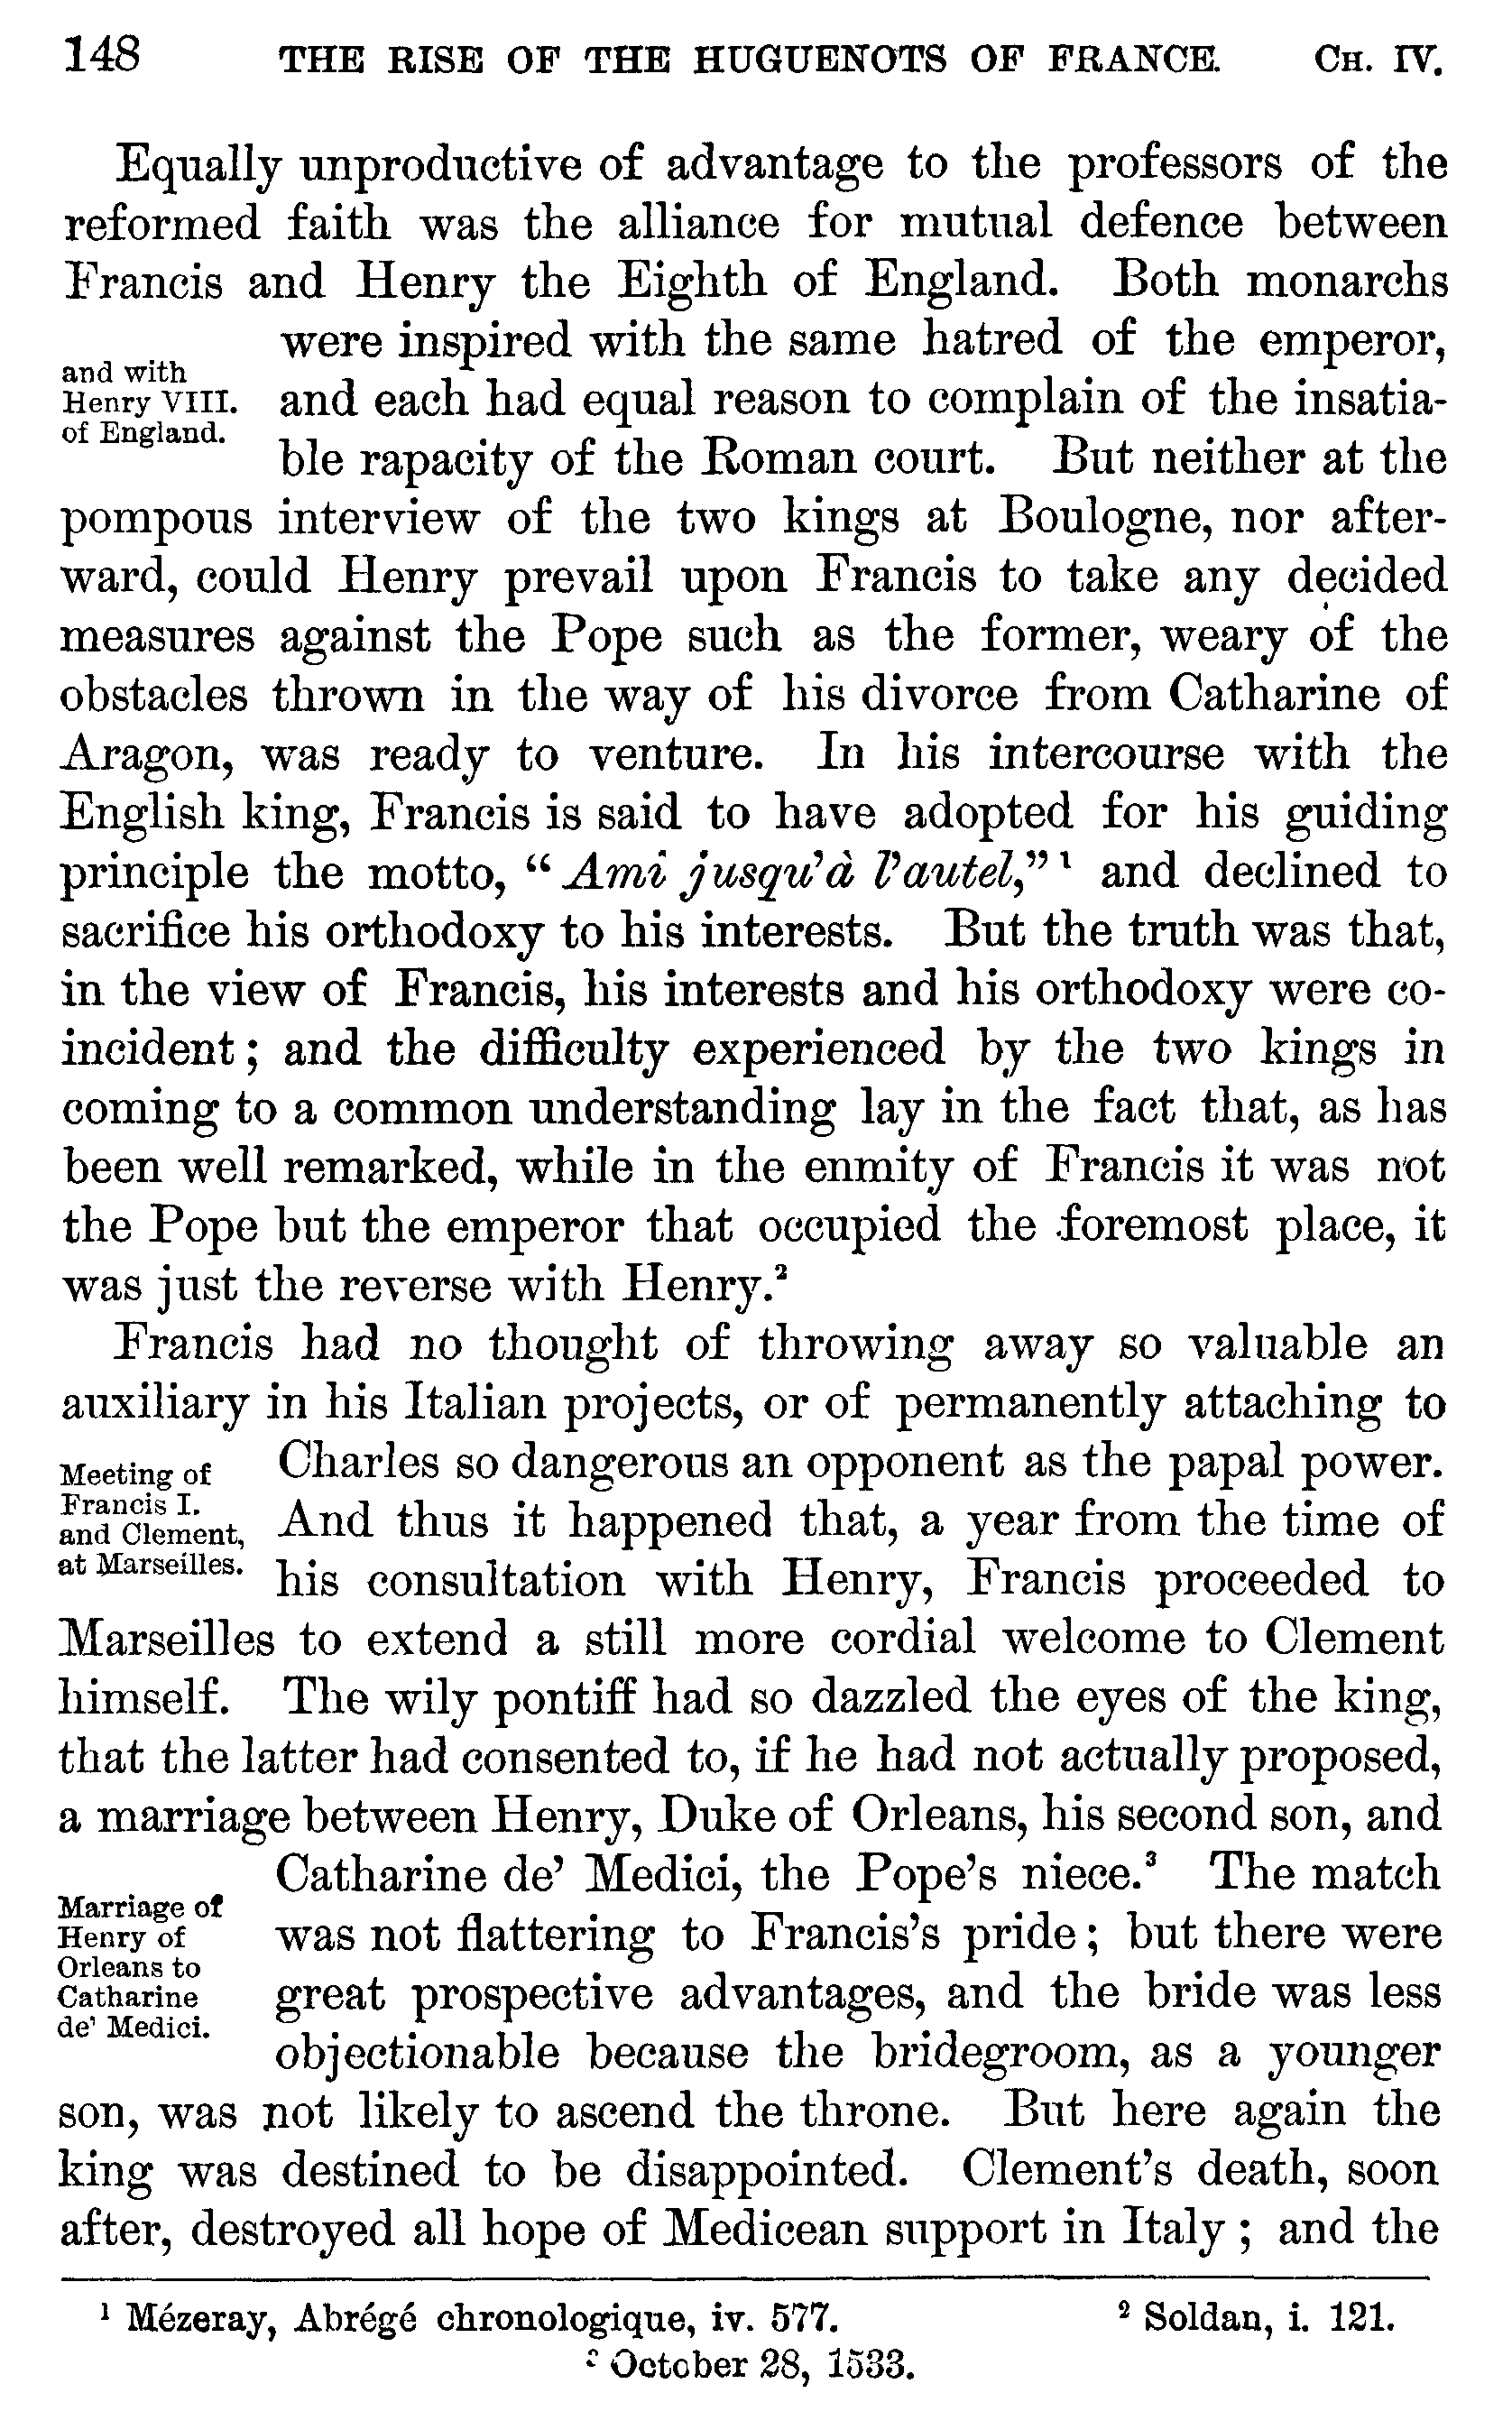 148 THE RISE OF THE HUGUENOTS OF FRANCE. CH. IV.
Equally unproductive of advantage to the professors of the
reformed faith was the alliance for mutual defence between
Francis and Henry the Eighth of England. Both monarchs
were inspired with the same hatred of the emperor,
and with
Henry VIII.
of England.
and each had equal reason to complain of the insatia-
ble rapacity of the Roman court. But neither at the
pompous interview of the two kings at Boulogne, nor after-
ward, could Henry prevail upon Francis to take any decided
measures against the Pope such as the former, weary of the
obstacles thrown in the way of his divorce from Catharine of
Aragon, was ready to venture. In his intercourse with the
English king, Francis is said to have adopted for his guiding
principle the motto, “Ami jusqu’à l’autel,”¹ and declined to
sacrifice his orthodoxy to his interests. But the truth was that,
in the view of Francis, his interests and his orthodoxy were co-
incident; and the difficulty experienced by the two kings in
coming to a common understanding lay in the fact that, as has
been well remarked, while in the enmity of Francis it was not
the Pope but the emperor that occupied the foremost place, it
was just the reverse with Henry.²
Francis had no thought of throwing away so valuable an
auxiliary in his Italian projects, or of permanently attaching to
Meeting of
Francis I.
and Clement,
at Marseilles.
Charles so dangerous an opponent as the papal power.
And thus it happened that, a year from the time of
his consultation with Henry, Francis proceeded to
Marseilles to extend a still more cordial welcome to Clement
himself. The wily pontiff had so dazzled the eyes of the king,
that the latter had consented to, if he had not actually proposed,
a marriage between Henry, Duke of Orleans, his second son, and
Marriage of
Henry of
Orleans to
Catharine
de’ Medici.
Catharine de’ Medici, the Pope’s niece.³ The match
was not flattering to Francis’s pride; but there were
great prospective advantages, and the bride was less
objectionable because the bridegroom, as a younger
son, was not likely to ascend the throne. But here again the
king was destined to be disappointed. Clement’s death, soon
after, destroyed all hope of Medicean support in Italy; and the
¹ Mézeray, Abrégé chronologique, iv. 577. ² Soldan, i. 121.
³ October 28, 1533.